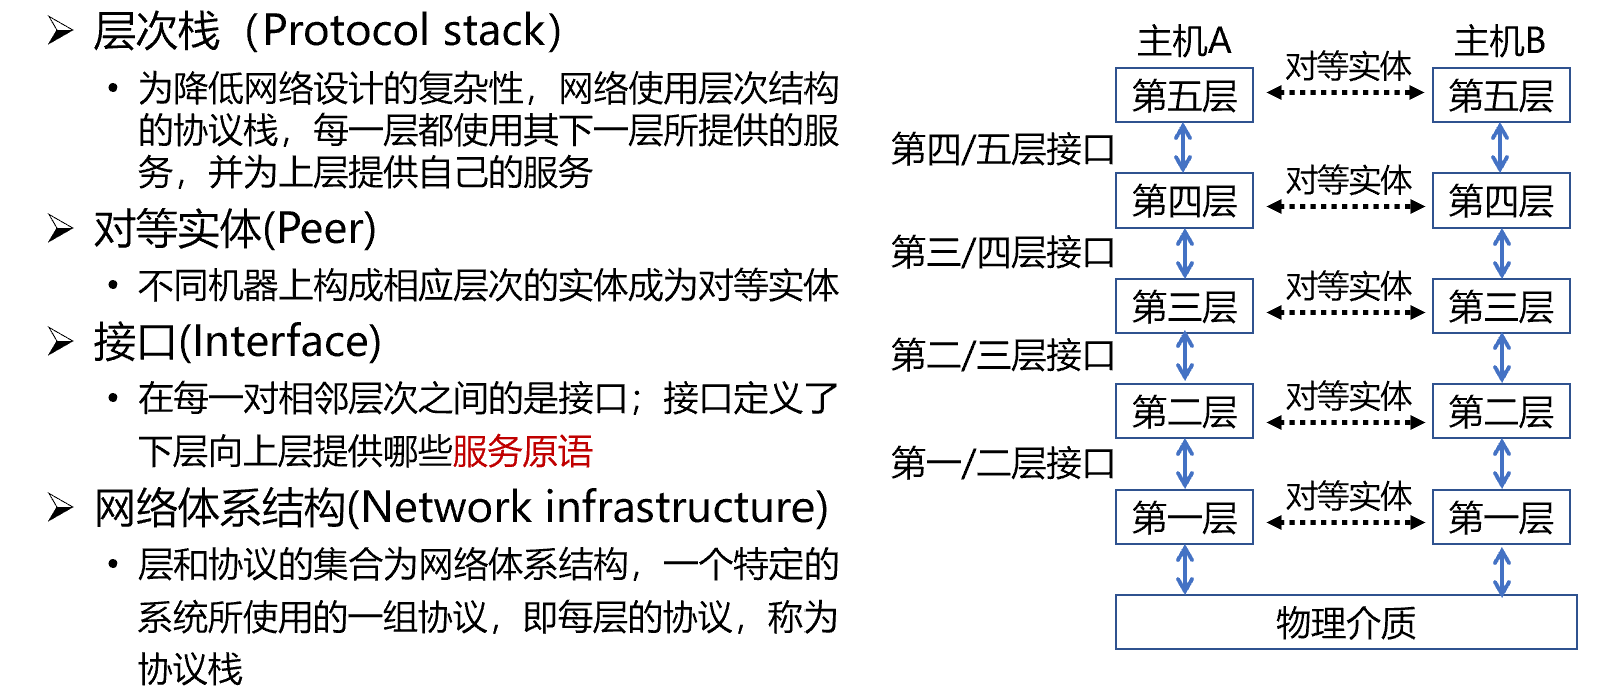 ➢ 层次栈（Protocol stack）
• 为降低网络设计的复杂性，网络使用层次结构
的协议栈，每一层都使用其下一层所提供的服
务，并为上层提供自己的服务
➢ 对等实体(Peer)
• 不同机器上构成相应层次的实体成为对等实体
➢ 接口(Interface)
• 在每一对相邻层次之间的是接口；接口定义了
下层向上层提供哪些服务原语
➢ 网络体系结构(Network infrastructure)
• 层和协议的集合为网络体系结构，一个特定的
系统所使用的一组协议，即每层的协议，称为
协议栈
主机A
主机B
第五层
对等实体
第五层
第四/五层接口
第四层
对等实体
第四层
第三/四层接口
第三层
对等实体
第三层
第二/三层接口
第二层
对等实体
第二层
第一/二层接口
第一层
对等实体
第一层
物理介质